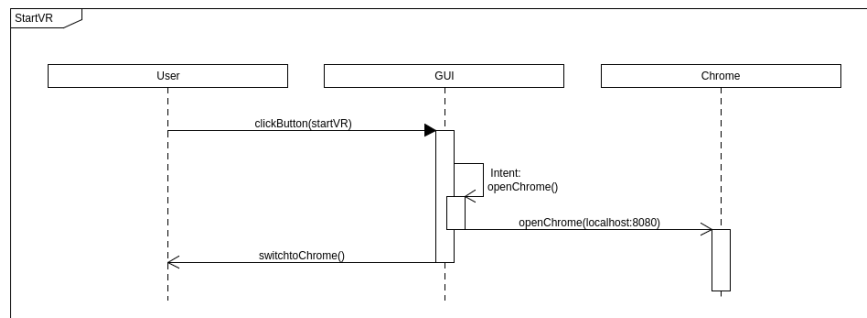 StartVR
User
GUI
Chrome
clickButton(startVR)
Intent:
openChrome()
openChrome(localhost:8080)
switchtoChrome()